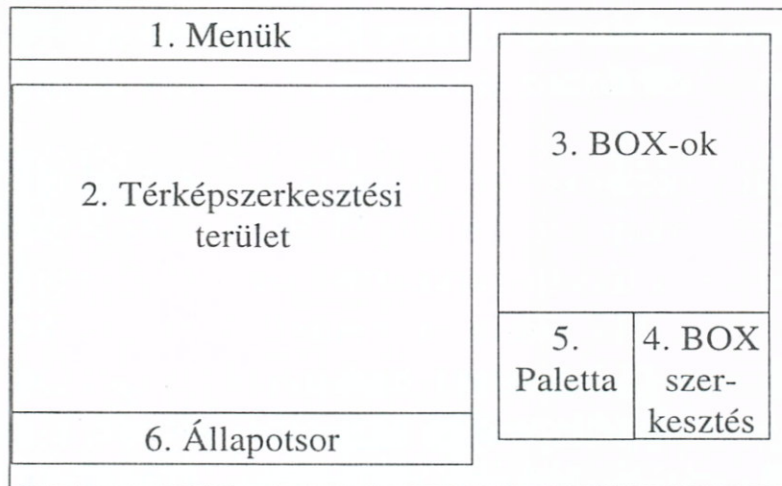 1. Menük
2. Térképszerkesztési
terület
3. BOX-ok
5.
Paletta
4. BOX
szer-
kesztés
6. Állapotsor